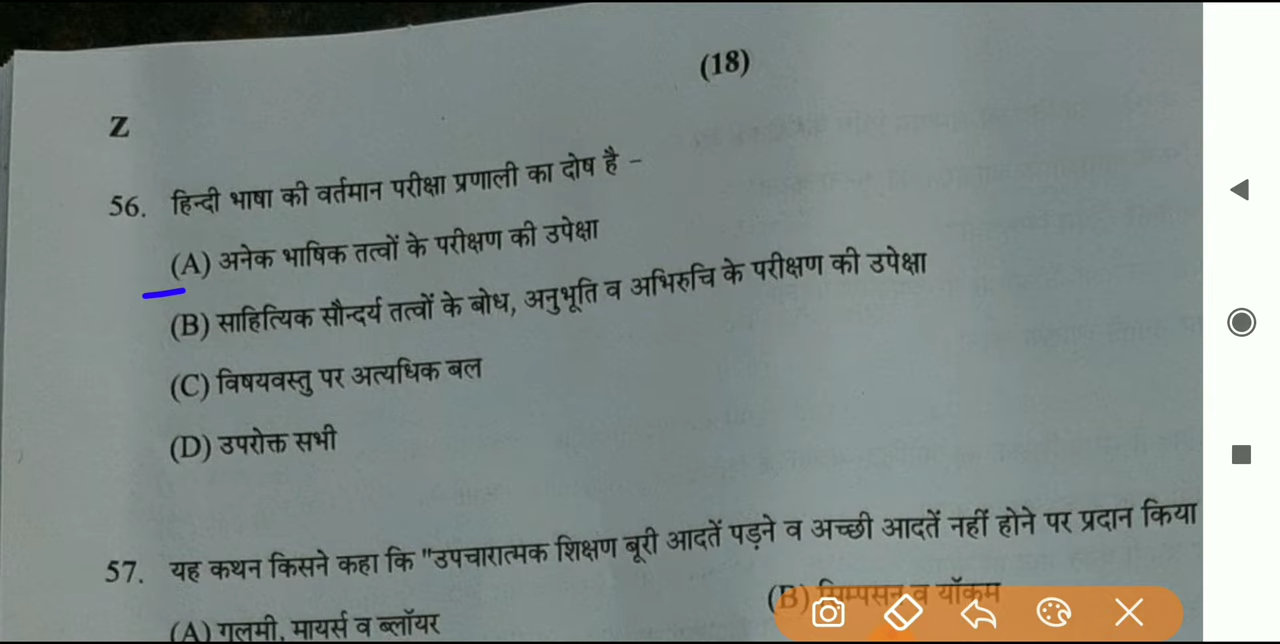 (18)
Z
56. हिन्दी भाषा की वर्तमान परीक्षा प्रणाली का दोष है –
(A) अनेक भाषिक तत्वों के परीक्षण की उपेक्षा
(B) साहित्यिक सौन्दर्य तत्वों के बोध, अनुभूति व अभिरुचि के परीक्षण की उपेक्षा
(C) विषयवस्तु पर अत्यधिक बल
(D) उपरोक्त सभी
57. यह कथन किसने कहा कि "उपचारात्मक शिक्षण बूरी आदतें पड़ने व अच्छी आदतें नहीं होने पर प्रदान किया
(A) गुलमी, मायर्स व ब्लॉयर (B) सिम्पसन व यॉकम